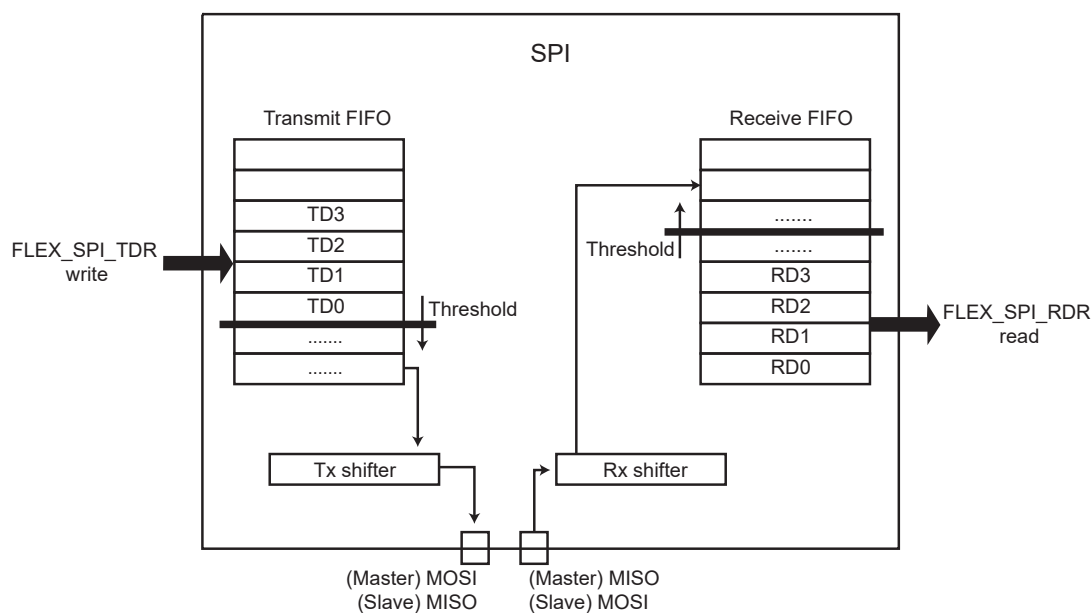 SPI
Transmit FIFO
TD3
TD2
TD1
TD0
.......
.......
FLEX_SPI_TDR
write
Threshold
Receive FIFO
.......
.......
RD3
RD2
RD1
RD0
Threshold
FLEX_SPI_RDR
read
Tx shifter
Rx shifter
(Master) MOSI
(Slave) MISO
(Master) MISO
(Slave) MOSI